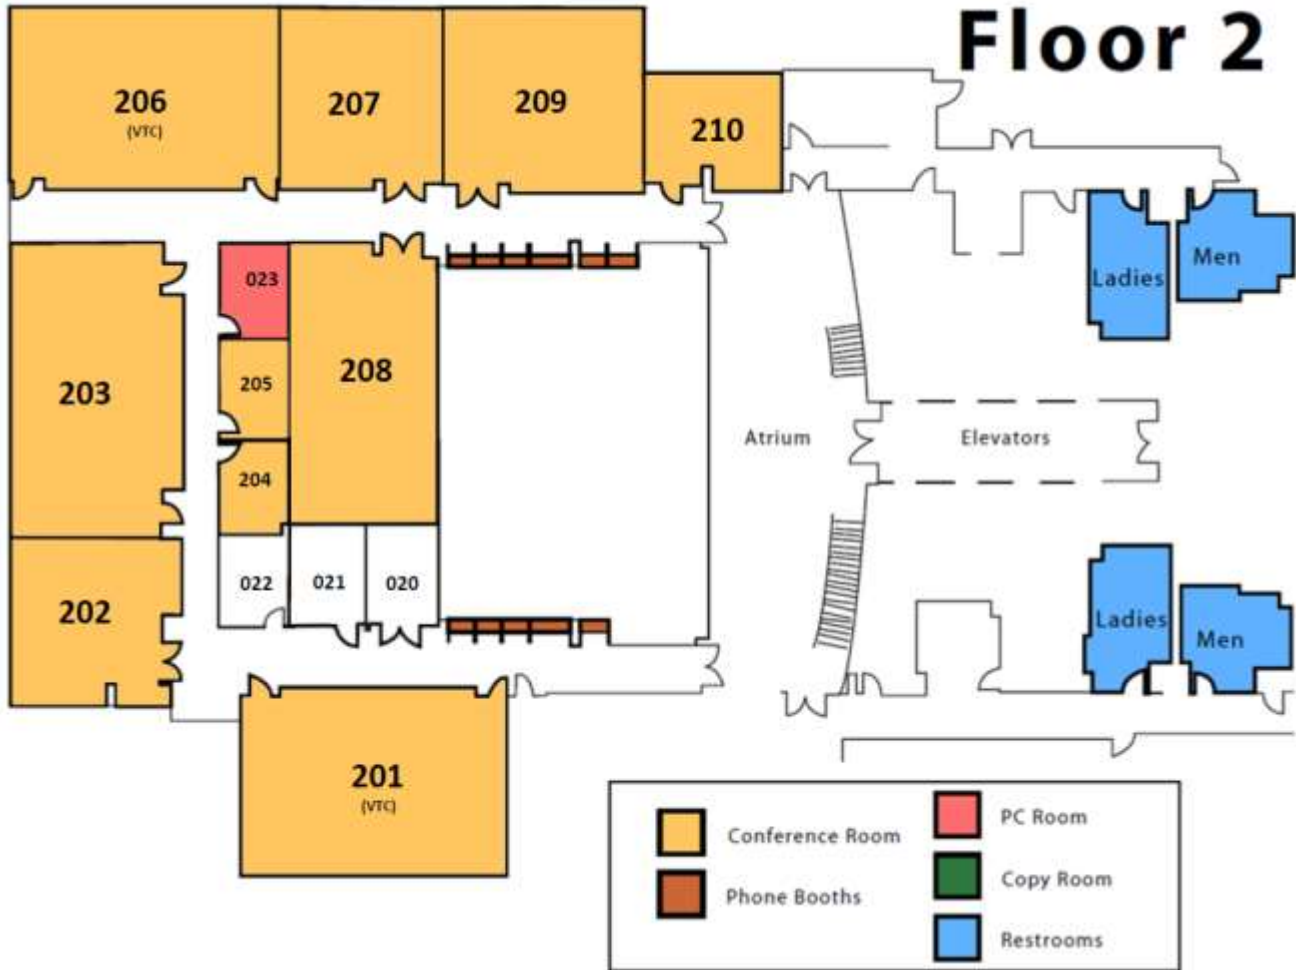 Floor 2
206
(VTC)
207
209
210
023
Ladies
Men
203
205
208
204
Atrium
Elevators
202
022
021
020
Ladies
Men
201
(VTC)
Conference Room
Phone Booths
PC Room
Copy Room
Restrooms